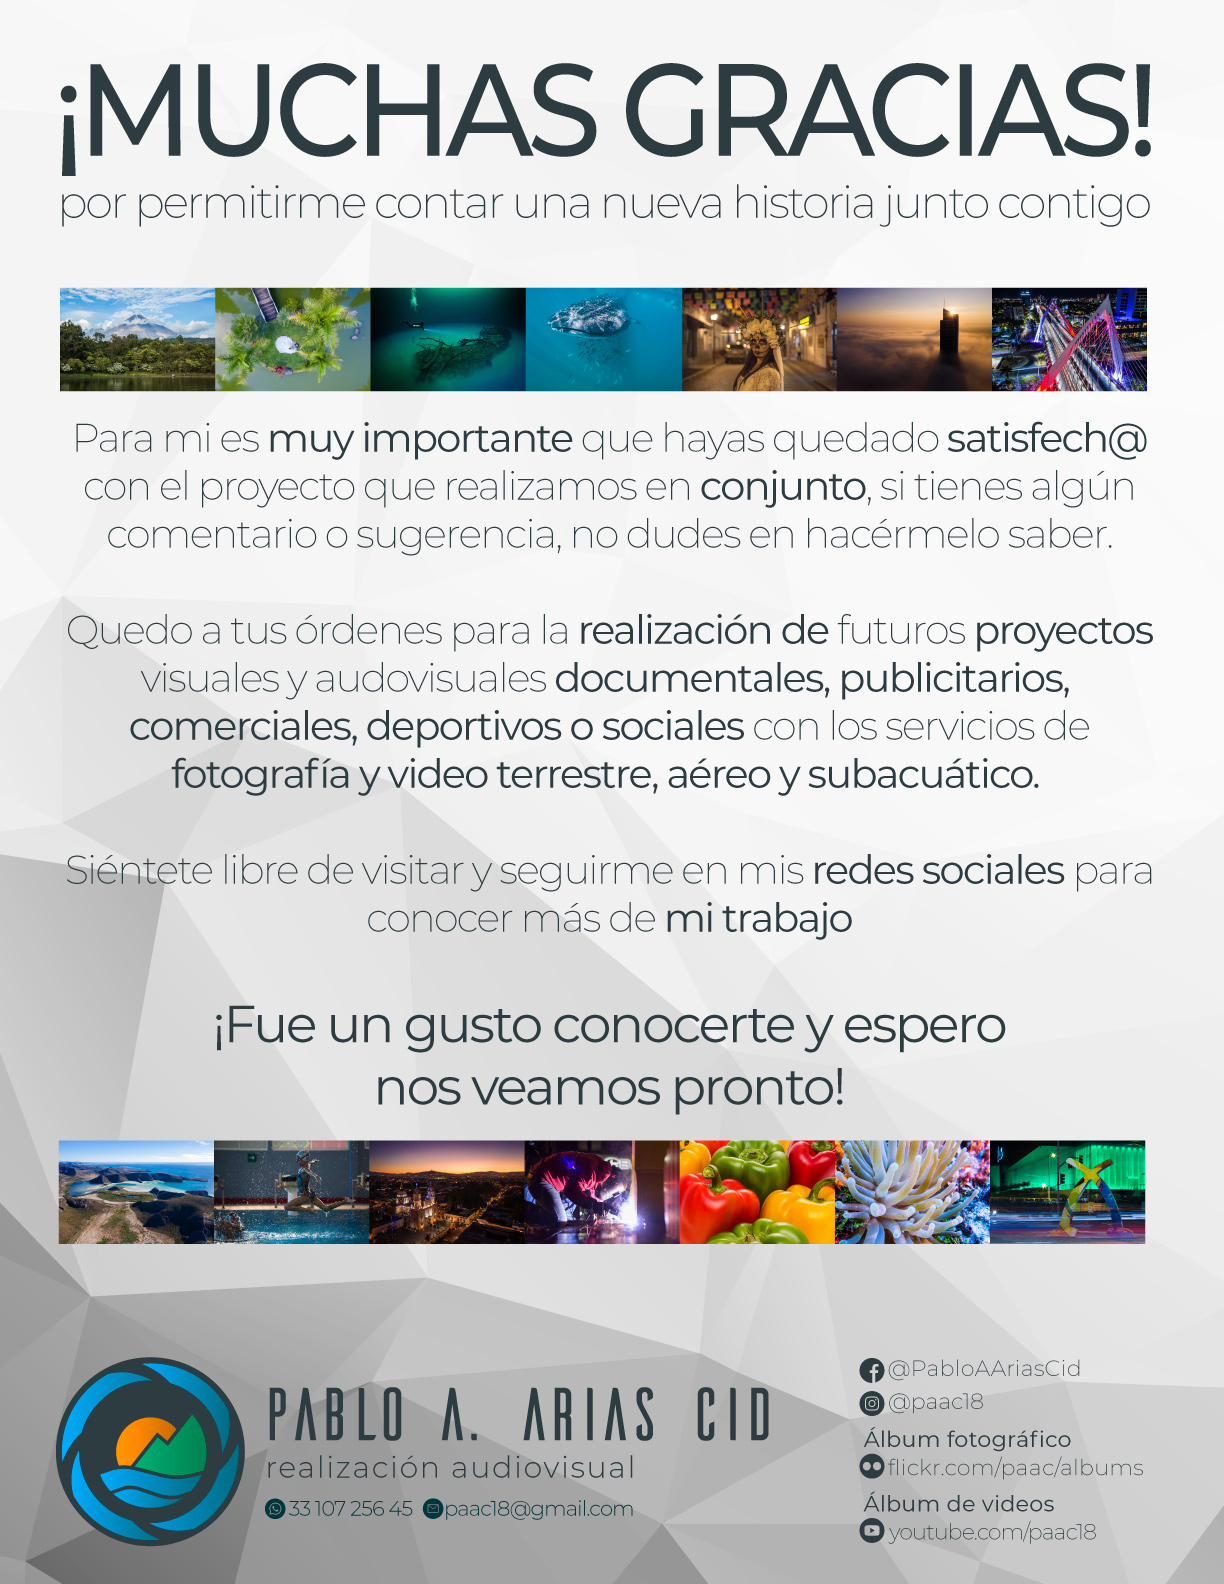 ¡MUCHAS GRACIAS!
por permitirme contar una nueva historia junto contigo
Para mi es muy importante que hayas quedado satisfech@
con el proyecto que realizamos en conjunto, si tienes algún
comentario o sugerencia, no dudes en hacérmelo saber.
Quedo a tus órdenes para la realización de futuros proyectos
visuales y audovisuales documentales, publicitarios,
comerciales, deportivos o sociales con los servicios de
fotografía y video terrestre, aéreo y subacuático.
Siéntete libre de visitar y seguirme en mis redes sociales para
conocer más de mi trabajo
¡Fue un gusto conocerte y espero
nos veamos pronto!
PABLO A. ARIAS CID
realización audiovisual
33 107 256 45 paac18@gmail.com
@PabloAAriasCid
@paac18
Álbum fotográfico
flickr.com/paac/albums
Álbum de videos
youtube.com/paac18